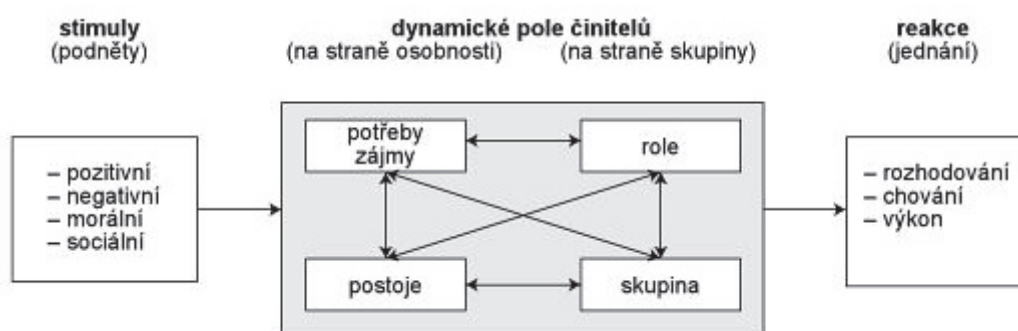 stimuly
(podněty)
dynamické pole činitelů
(na straně osobnosti) (na straně skupiny)
reakce
(jednání)
– pozitivní
– negativní
– morální
– sociální
potřeby
zájmy
role
postoje
skupina
– rozhodování
– chování
– výkon